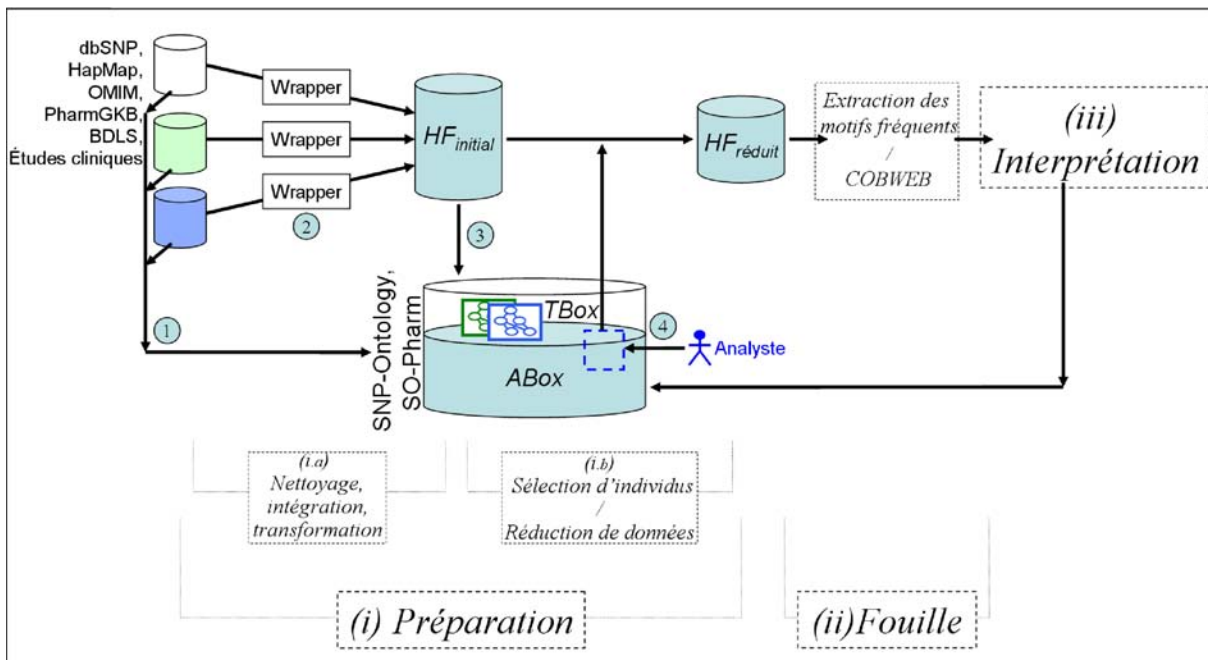 dbSNP,
HapMap,
OMIM,
PharmGKB,
BDLS,
Études cliniques
Wrapper
Wrapper
Wrapper
2
HFinitial
HFréduit
Extraction des
motifs fréquents
/
COBWEB
(iii)
Interprétation
3
1
SNP-Ontology,
SO-Pharm
TBox
ABox
4
Analyste
(i.a)
Nettoyage,
intégration,
transformation
(i.b)
Sélection d'individus
/
Réduction de données
(i) Préparation
(ii)Fouille